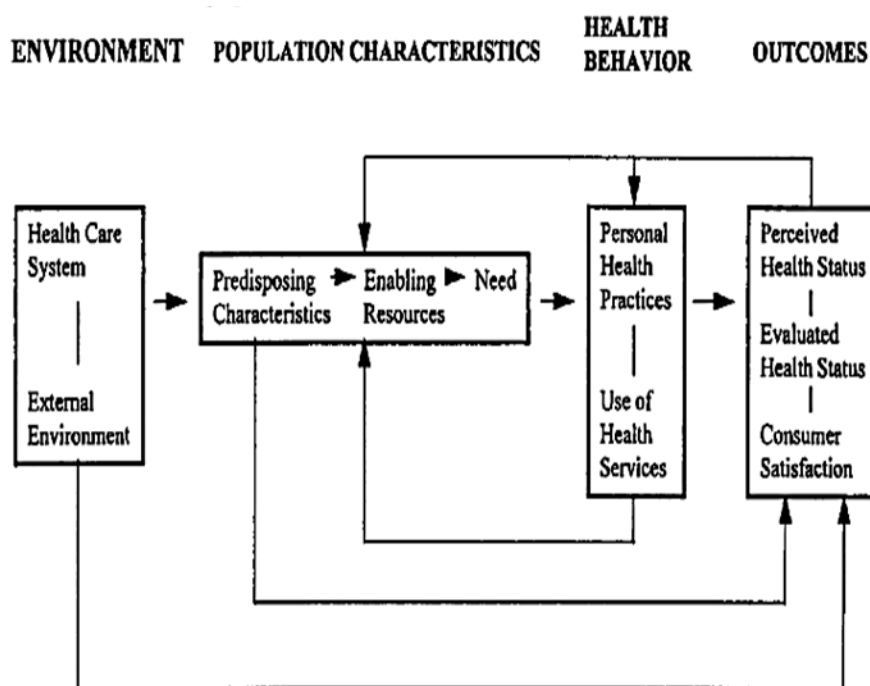 ENVIRONMENT POPULATION CHARACTERISTICS HEALTH BEHAVIOR OUTCOMES
Health Care
System
External
Environment
Predisposing Enabling Need
Characteristics Resources
Personal
Health
Practices
Use of
Health
Services
Perceived
Health Status
Evaluated
Health Status
Consumer
Satisfaction